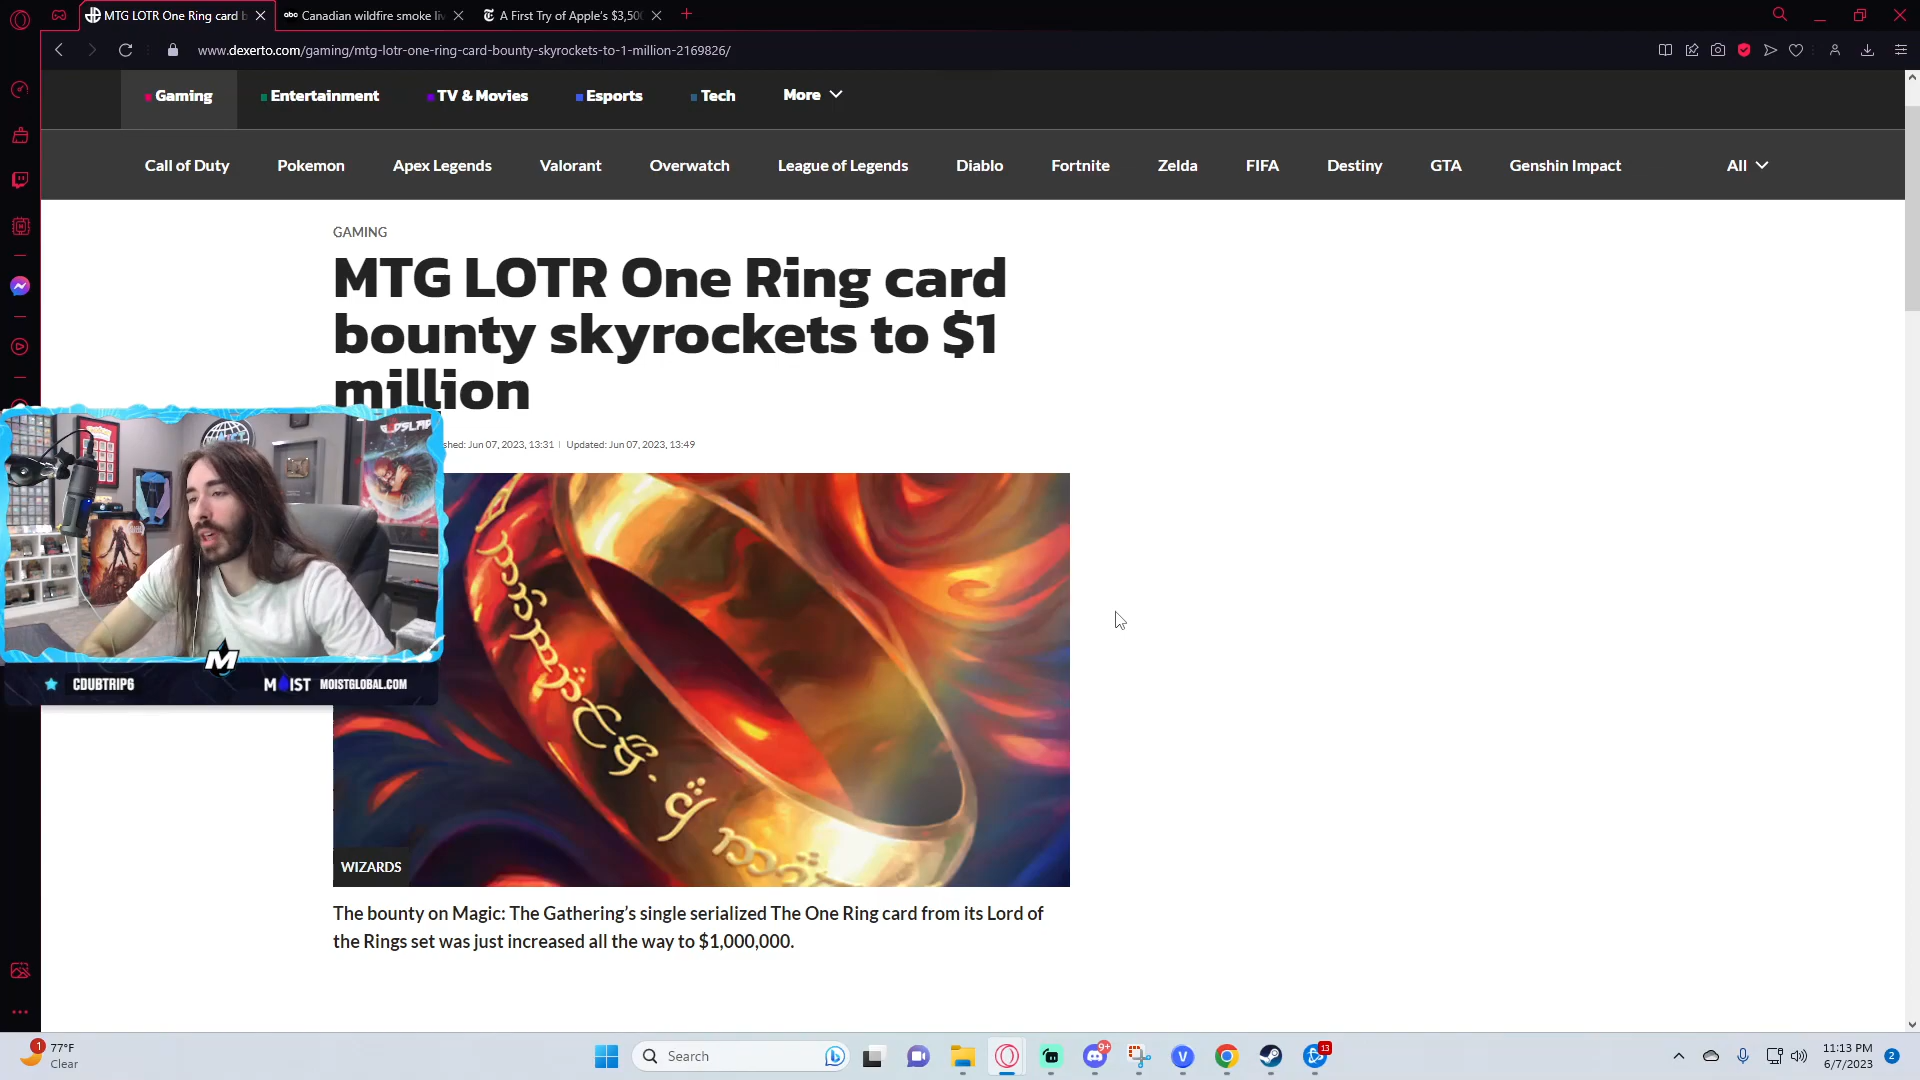 MTG LOTR One Ring card b
Canadian wildfire smoke liv
A First Try of Apple's $3,50
www.dexerto.com/gaming/mtg-lotr-one-ring-card-bounty-skyrockets-to-1-million-2169826/
Gaming
Entertainment
TV & Movies
Esports
Tech
More
Call of Duty
Pokemon
Apex Legends
Valorant
Overwatch
League of Legends
Diablo
Fortnite
Zelda
FIFA
Destiny
GTA
Genshin Impact
All
GAMING
MTG LOTR One Ring card
bounty skyrockets to $1
million
shed: Jun 07, 2023, 13:31 | Updated: Jun 07, 2023, 13:49
GODSLAP
M
CDUBTRIP6
MOIST
MOISTGLOBAL.COM
WIZARDS
The bounty on Magic: The Gathering's single serialized The One Ring card from its Lord of
the Rings set was just increased all the way to $1,000,000.
1
77°F
Clear
Search
9+
V
13
11:13 PM
6/7/2023
2